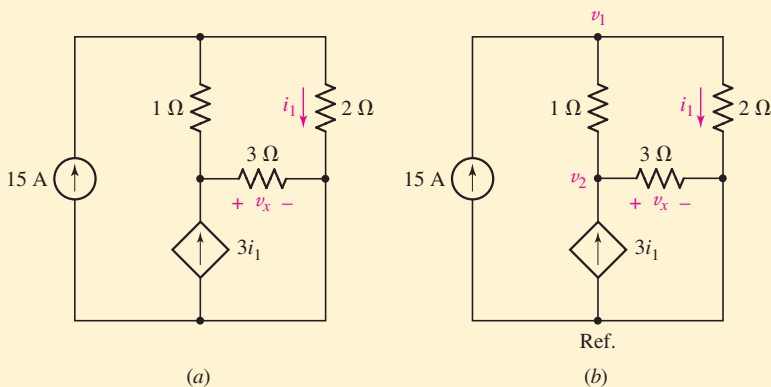 v₁
1 Ω i₁ 2 Ω 1 Ω i₁ 2 Ω
3 Ω 3 Ω
15 A 15 A v₂
+ vₓ – + vₓ –
3i₁ 3i₁
Ref.
(a) (b)